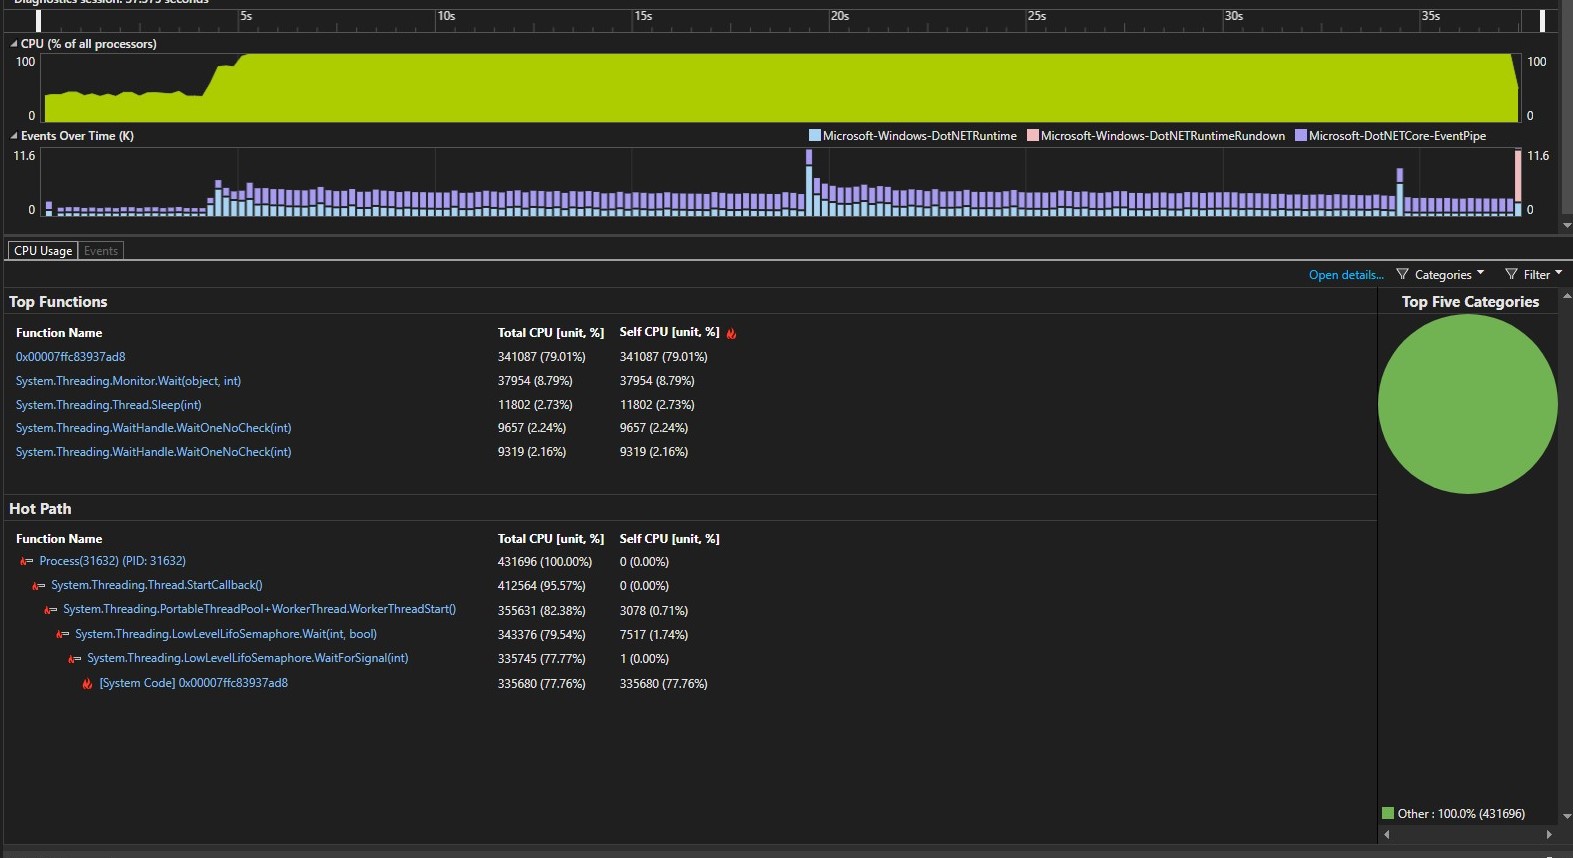 Diagnostics session: 37.375 seconds
5s 10s 15s 20s 25s 30s 35s
CPU (% of all processors)
100 100
0 0
Events Over Time (K) Microsoft-Windows-DotNETRuntime Microsoft-Windows-DotNETRuntimeRundown Microsoft-DotNETCore-EventPipe
11.6 11.6
0 0
CPU Usage Events
Open details... Categories Filter
Top Functions
Function Name Total CPU [unit, %] Self CPU [unit, %]
0x00007ffc83937ad8 341087 (79.01%) 341087 (79.01%)
System.Threading.Monitor.Wait(object, int) 37954 (8.79%) 37954 (8.79%)
System.Threading.Thread.Sleep(int) 11802 (2.73%) 11802 (2.73%)
System.Threading.WaitHandle.WaitOneNoCheck(int) 9657 (2.24%) 9657 (2.24%)
System.Threading.WaitHandle.WaitOneNoCheck(int) 9319 (2.16%) 9319 (2.16%)
Hot Path
Function Name Total CPU [unit, %] Self CPU [unit, %]
Process(31632) (PID: 31632) 431696 (100.00%) 0 (0.00%)
System.Threading.Thread.StartCallback() 412564 (95.57%) 0 (0.00%)
System.Threading.PortableThreadPool+WorkerThread.WorkerThreadStart() 355631 (82.38%) 3078 (0.71%)
System.Threading.LowLevelLifoSemaphore.Wait(int, bool) 343376 (79.54%) 7517 (1.74%)
System.Threading.LowLevelLifoSemaphore.WaitForSignal(int) 335745 (77.77%) 1 (0.00%)
[System Code] 0x00007ffc83937ad8 335680 (77.76%) 335680 (77.76%)
Top Five Categories
Other : 100.0% (431696)